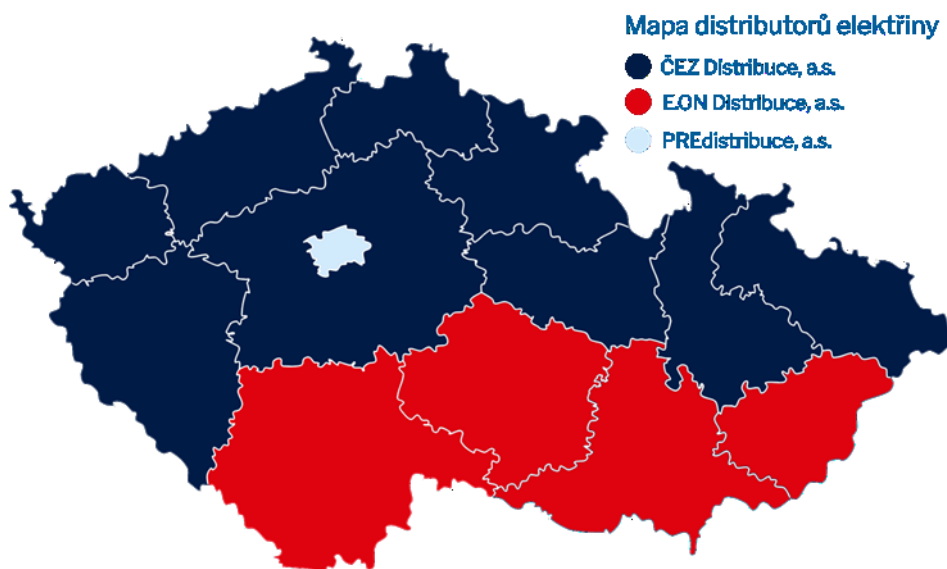 Mapa distributorů elektřiny
ČEZ Distribuce, a.s.
E.ON Distribuce, a.s.
PREdistribuce, a.s.